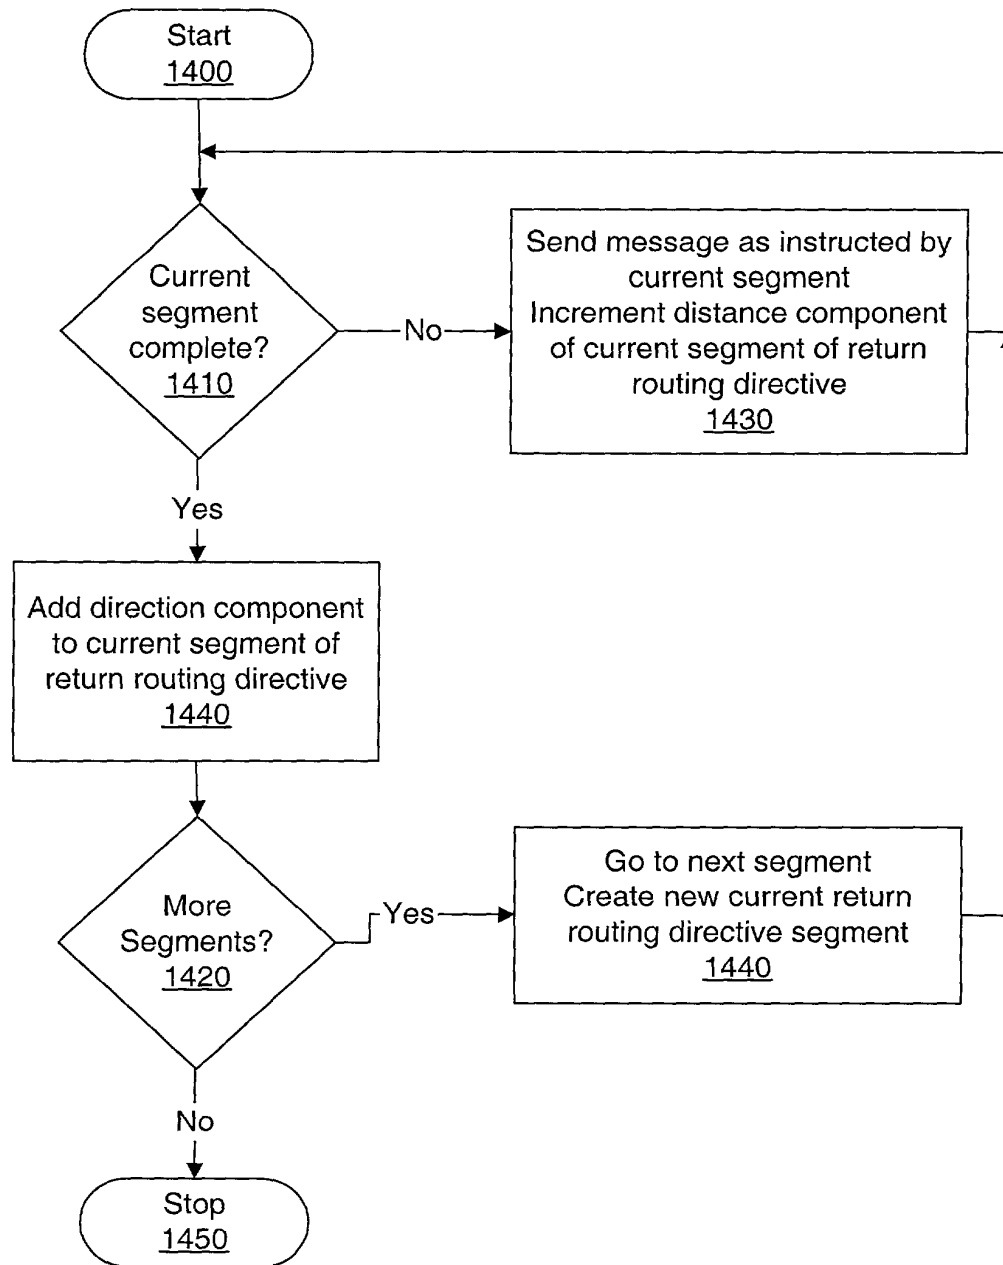 Start
1400
Current
segment
complete?
1410
No
Send message as instructed by
current segment
Increment distance component
of current segment of return
routing directive
1430
Yes
Add direction component
to current segment of
return routing directive
1440
More
Segments?
1420
Yes
Go to next segment
Create new current return
routing directive segment
1440
No
Stop
1450